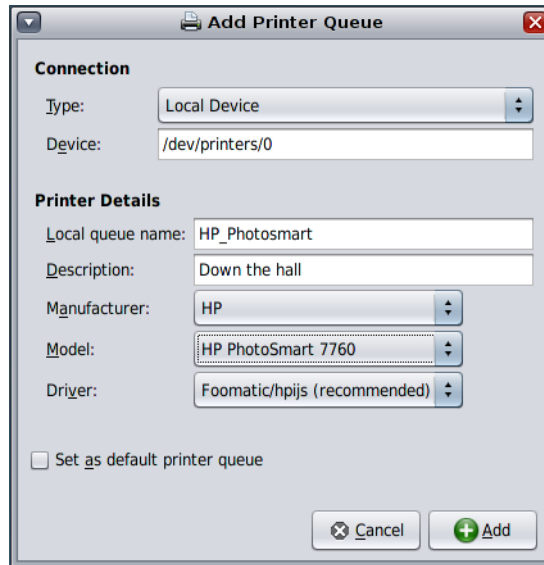 Add Printer Queue
Connection
Type: Local Device
Device: /dev/printers/0
Printer Details
Local queue name: HP_Photosmart
Description: Down the hall
Manufacturer: HP
Model: HP PhotoSmart 7760
Driver: Foomatic/hpijs (recommended)
Set as default printer queue
Cancel Add